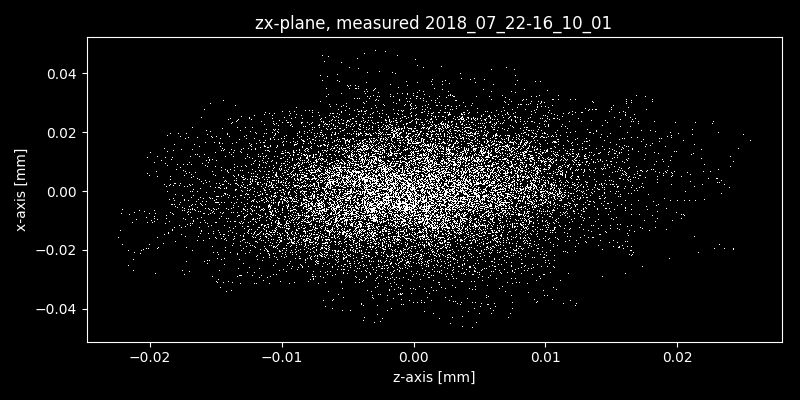 zx-plane, measured 2018_07_22-16_10_01
0.04
0.02
0.00
−0.02
−0.04
x-axis [mm]
−0.02 −0.01 0.00 0.01 0.02
z-axis [mm]